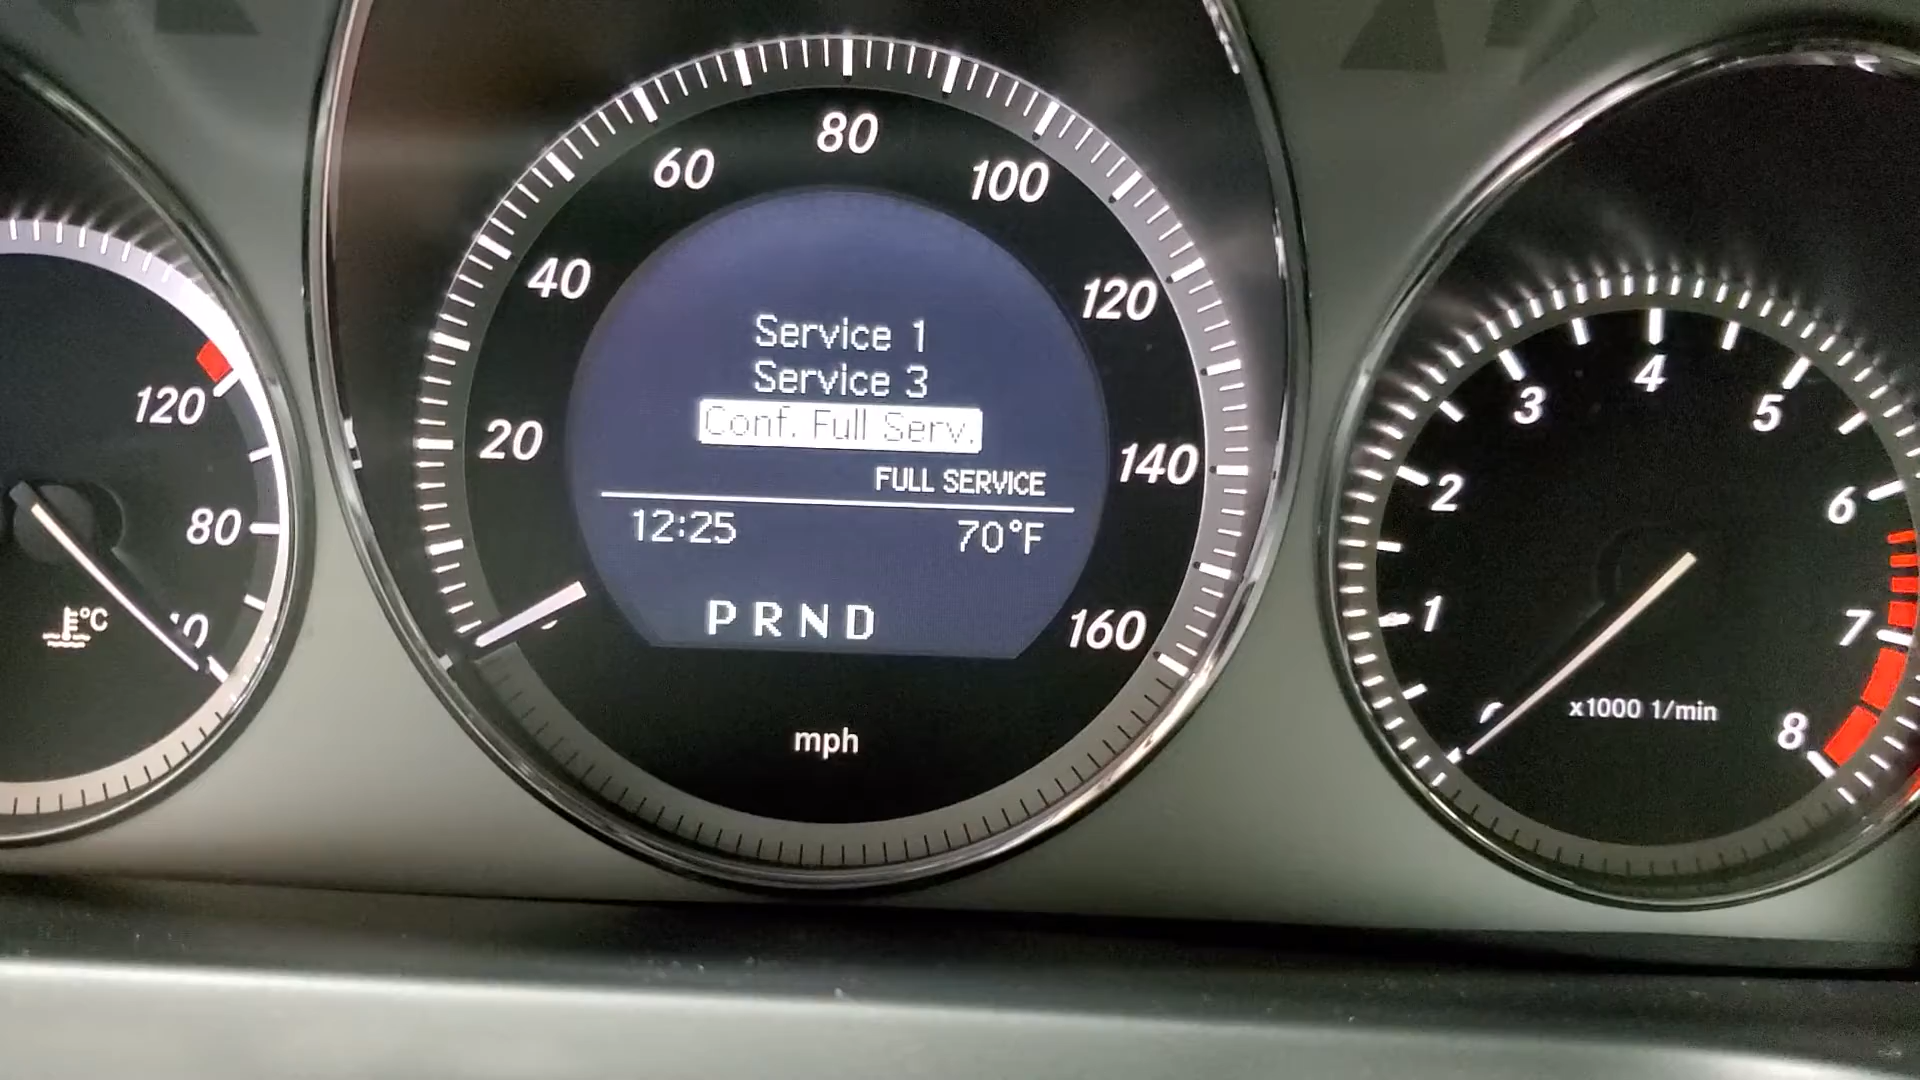 120
80
°C
20
40
60
80
100
120
140
160
Service 1
Service 3
Conf. Full Serv.
FULL SERVICE
12:25 70°F
P R N D
mph
1
2
3
4
5
6
7
8
x1000 1/min